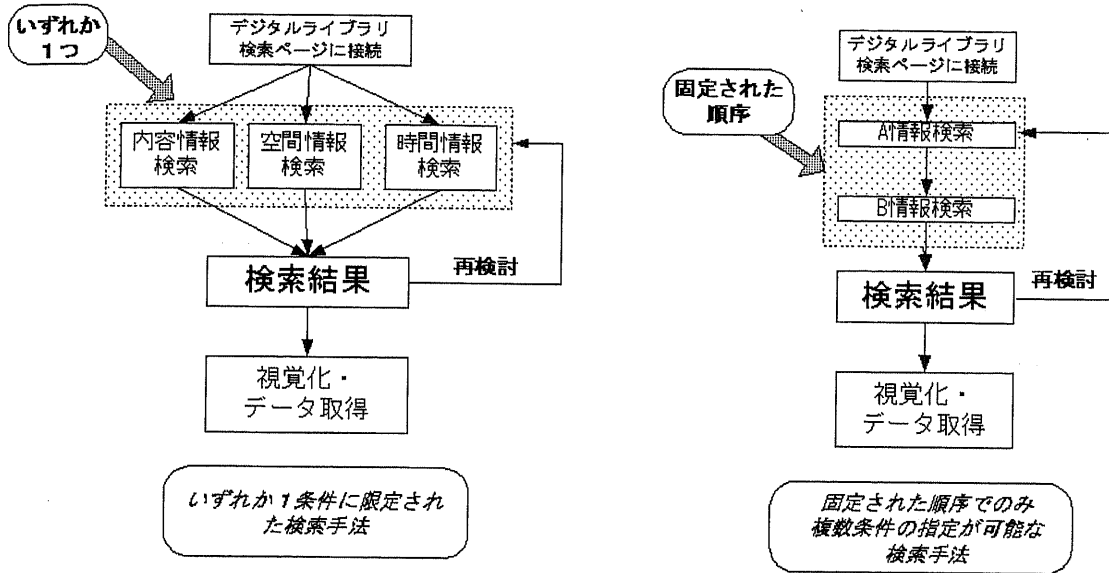 いずれか
１つ
デジタルライブラリ
検索ページに接続
内容情報
検索
空間情報
検索
時間情報
検索
検索結果
再検討
視覚化・
データ取得
いずれか１条件に限定され
た検索手法
デジタルライブラリ
検索ページに接続
固定された
順序
A情報検索
B情報検索
検索結果
再検討
視覚化・
データ取得
固定された順序でのみ
複数条件の指定が可能な
検索手法